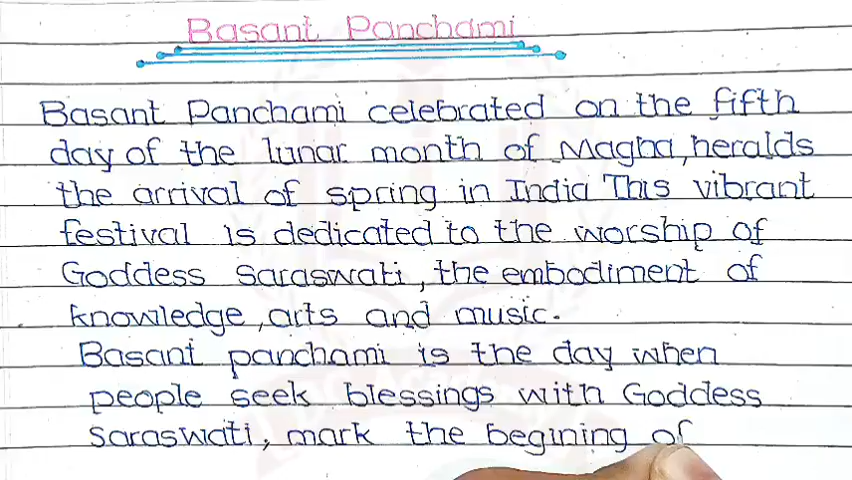 Basant Panchami
Basant Panchami celebrated on the fifth
day of the lunar month of Magha, heralds
the arrival of spring in India This vibrant
festival is dedicated to the worship of
Goddess Saraswati, the embodiment of
knowledge, arts and music.
Basant panchami is the day when
people seek blessings with Goddess
Saraswati, mark the begining of